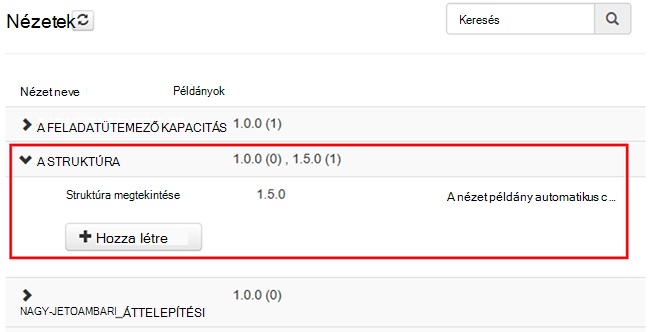 Nézetek
Keresés
Nézet neve Példányok
A FELADATÜTEMEZŐ KAPACITÁS 1.0.0 (1)
A STRUKTÚRA 1.0.0 (0) , 1.5.0 (1)
Struktúra megtekintése 1.5.0 A nézet példány automatikus c...
Hozza létre
1.0.0 (0)
NAGY-JETOAMBARI_ÁTTELEPÍTÉSI